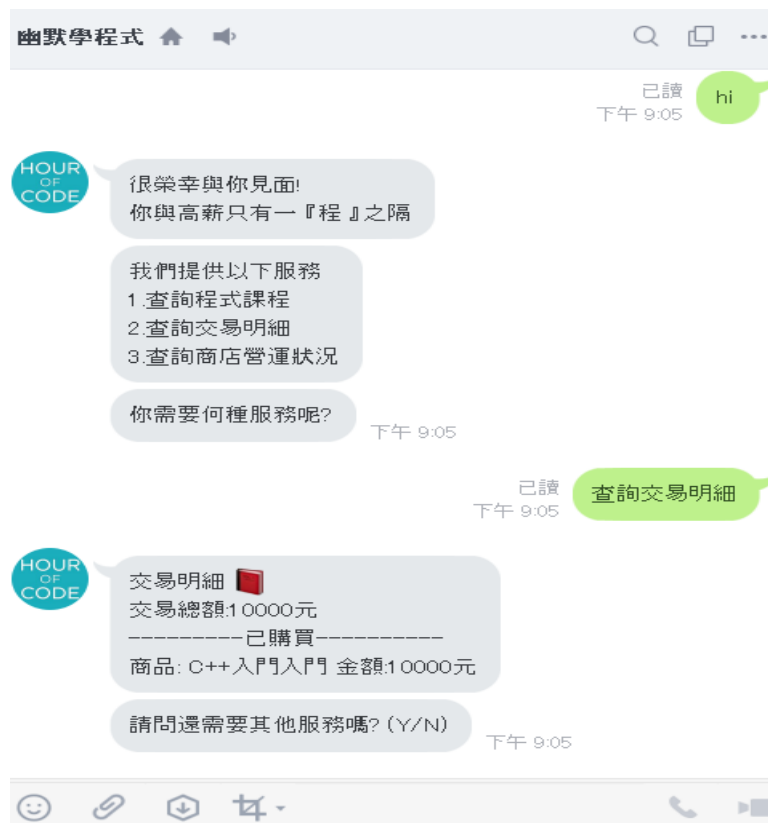 幽默學程式
已讀
下午 9:05
hi
HOUR
OF
CODE
很榮幸與你見面!
你與高薪只有一『程』之隔
我們提供以下服務
1.查詢程式課程
2.查詢交易明細
3.查詢商店營運狀況
你需要何種服務呢?
下午 9:05
已讀
下午 9:05
查詢交易明細
HOUR
OF
CODE
交易明細
交易總額:10000元
---------已購買----------
商品: C++入門入門 金額:10000元
請問還需要其他服務嗎? (Y/N)
下午 9:05